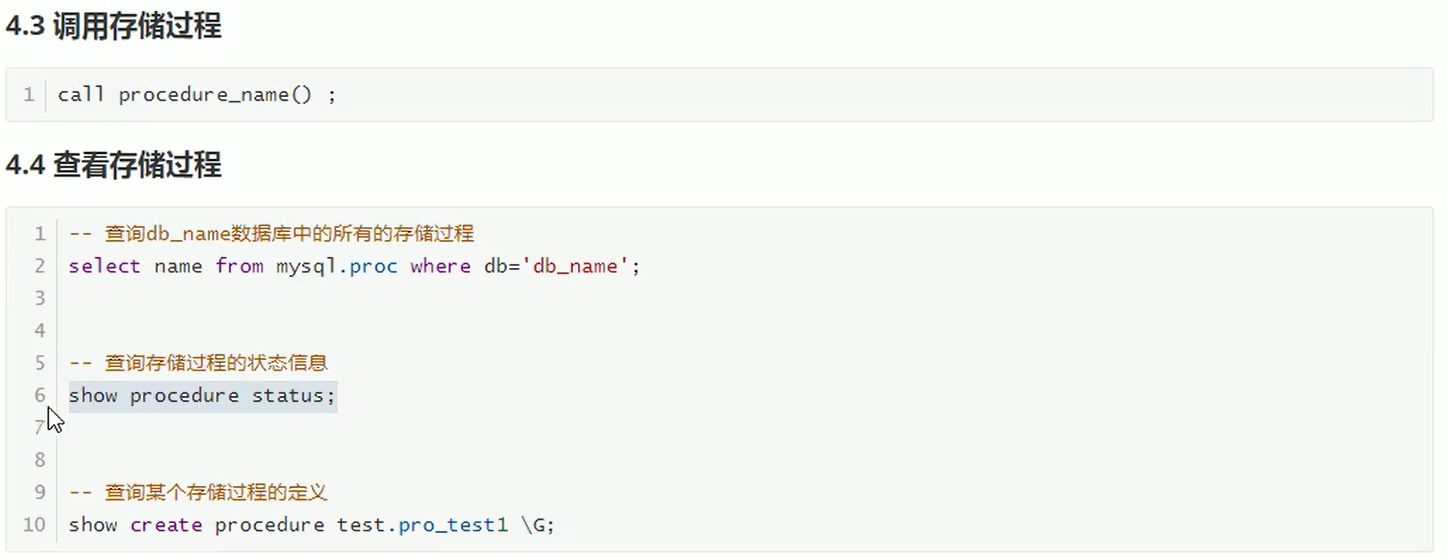 4.3 调用存储过程
1 call procedure_name() ;
4.4 查看存储过程
1 -- 查询db_name数据库中的所有的存储过程
2 select name from mysql.proc where db='db_name';
3
4
5 -- 查询存储过程的状态信息
6 show procedure status;
7
8
9 -- 查询某个存储过程的定义
10 show create procedure test.pro_test1 \G;